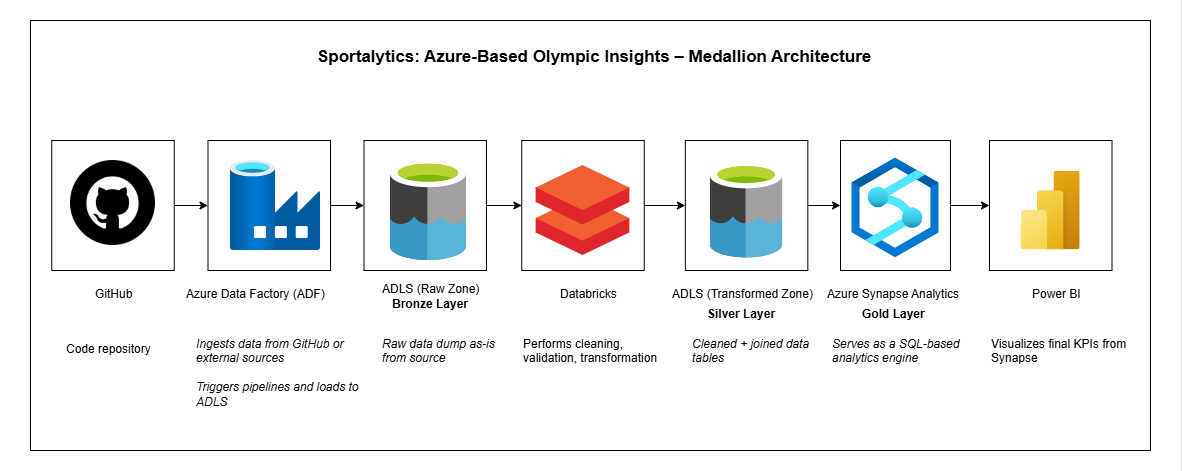 Sportalytics: Azure-Based Olympic Insights – Medallion Architecture
GitHub
Azure Data Factory (ADF)
ADLS (Raw Zone)
Bronze Layer
Databricks
ADLS (Transformed Zone)
Silver Layer
Azure Synapse Analytics
Gold Layer
Power BI
Code repository
Ingests data from GitHub or
external sources
Triggers pipelines and loads to
ADLS
Raw data dump as-is
from source
Performs cleaning,
validation, transformation
Cleaned + joined data
tables
Serves as a SQL-based
analytics engine
Visualizes final KPIs from
Synapse